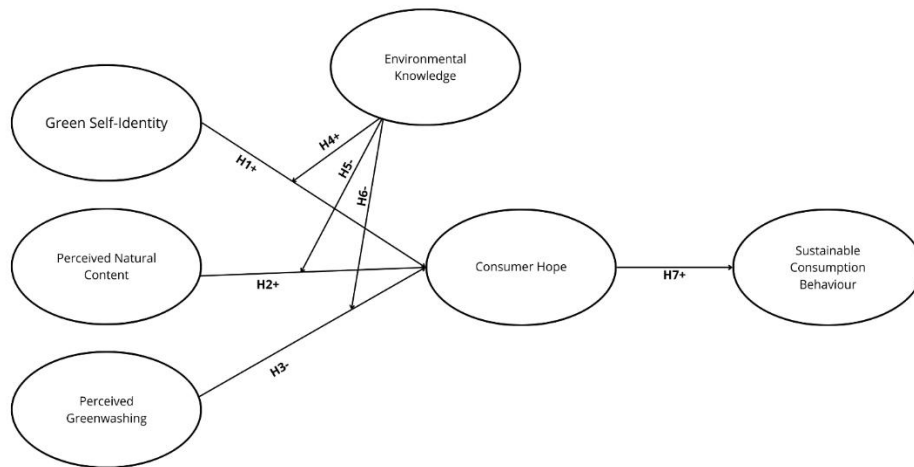 Environmental
Knowledge
Green Self-Identity
H4+
H1+
H5-
H6-
Perceived Natural
Content
H2+
Consumer Hope
H7+
Sustainable
Consumption
Behaviour
H3-
Perceived
Greenwashing